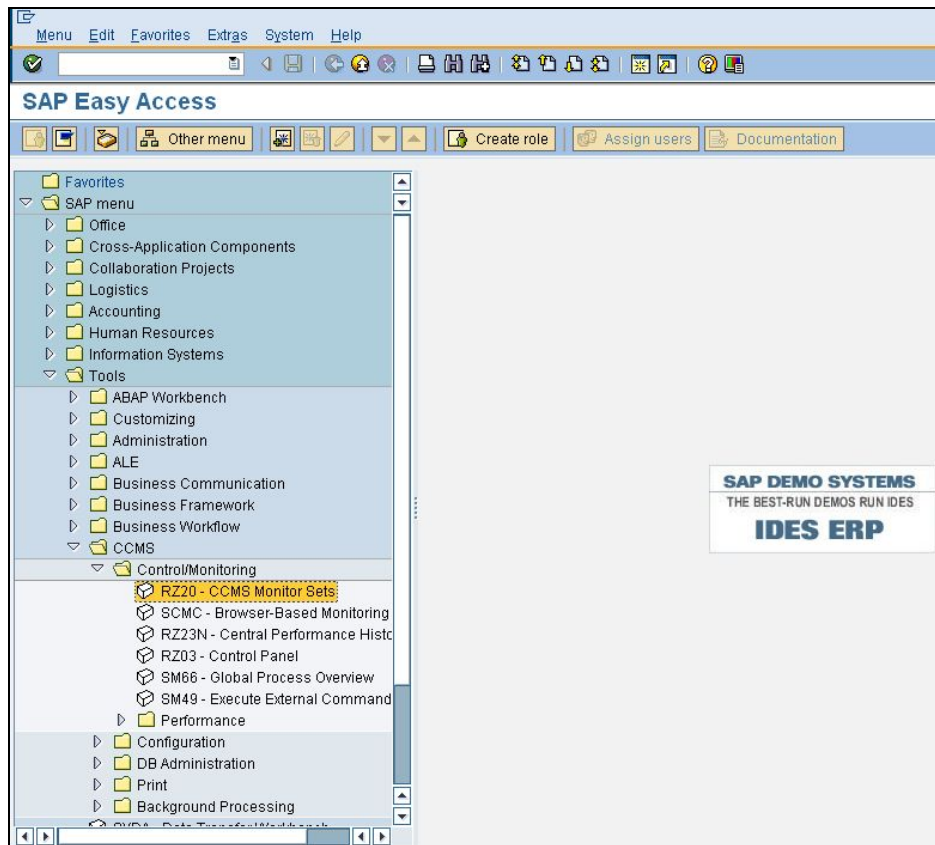 Menu Edit Favorites Extras System Help
SAP Easy Access
Other menu Create role Assign users Documentation
Favorites
SAP menu
Office
Cross-Application Components
Collaboration Projects
Logistics
Accounting
Human Resources
Information Systems
Tools
ABAP Workbench
Customizing
Administration
ALE
Business Communication
Business Framework
Business Workflow
CCMS
Control/Monitoring
RZ20 - CCMS Monitor Sets
SCMC - Browser-Based Monitoring
RZ23N - Central Performance Histo
RZ03 - Control Panel
SM66 - Global Process Overview
SM49 - Execute External Command
Performance
Configuration
DB Administration
Print
Background Processing
SAP DEMO SYSTEMS
THE BEST-RUN DEMOS RUN IDES
IDES ERP